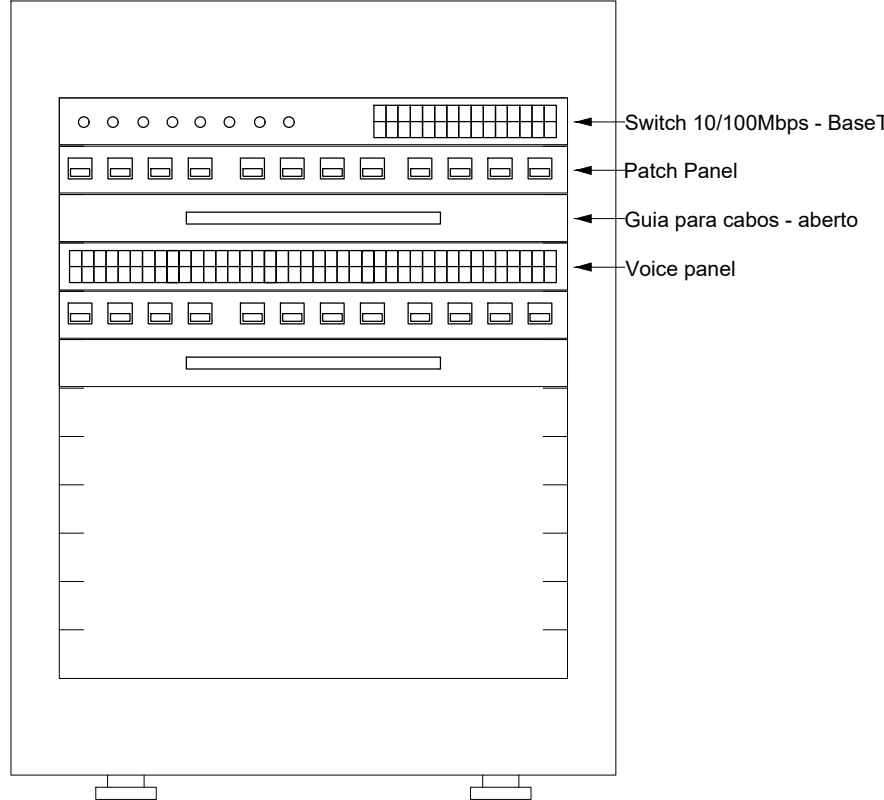 Switch 10/100Mbps - BaseT
Patch Panel
Guia para cabos - aberto
Voice panel